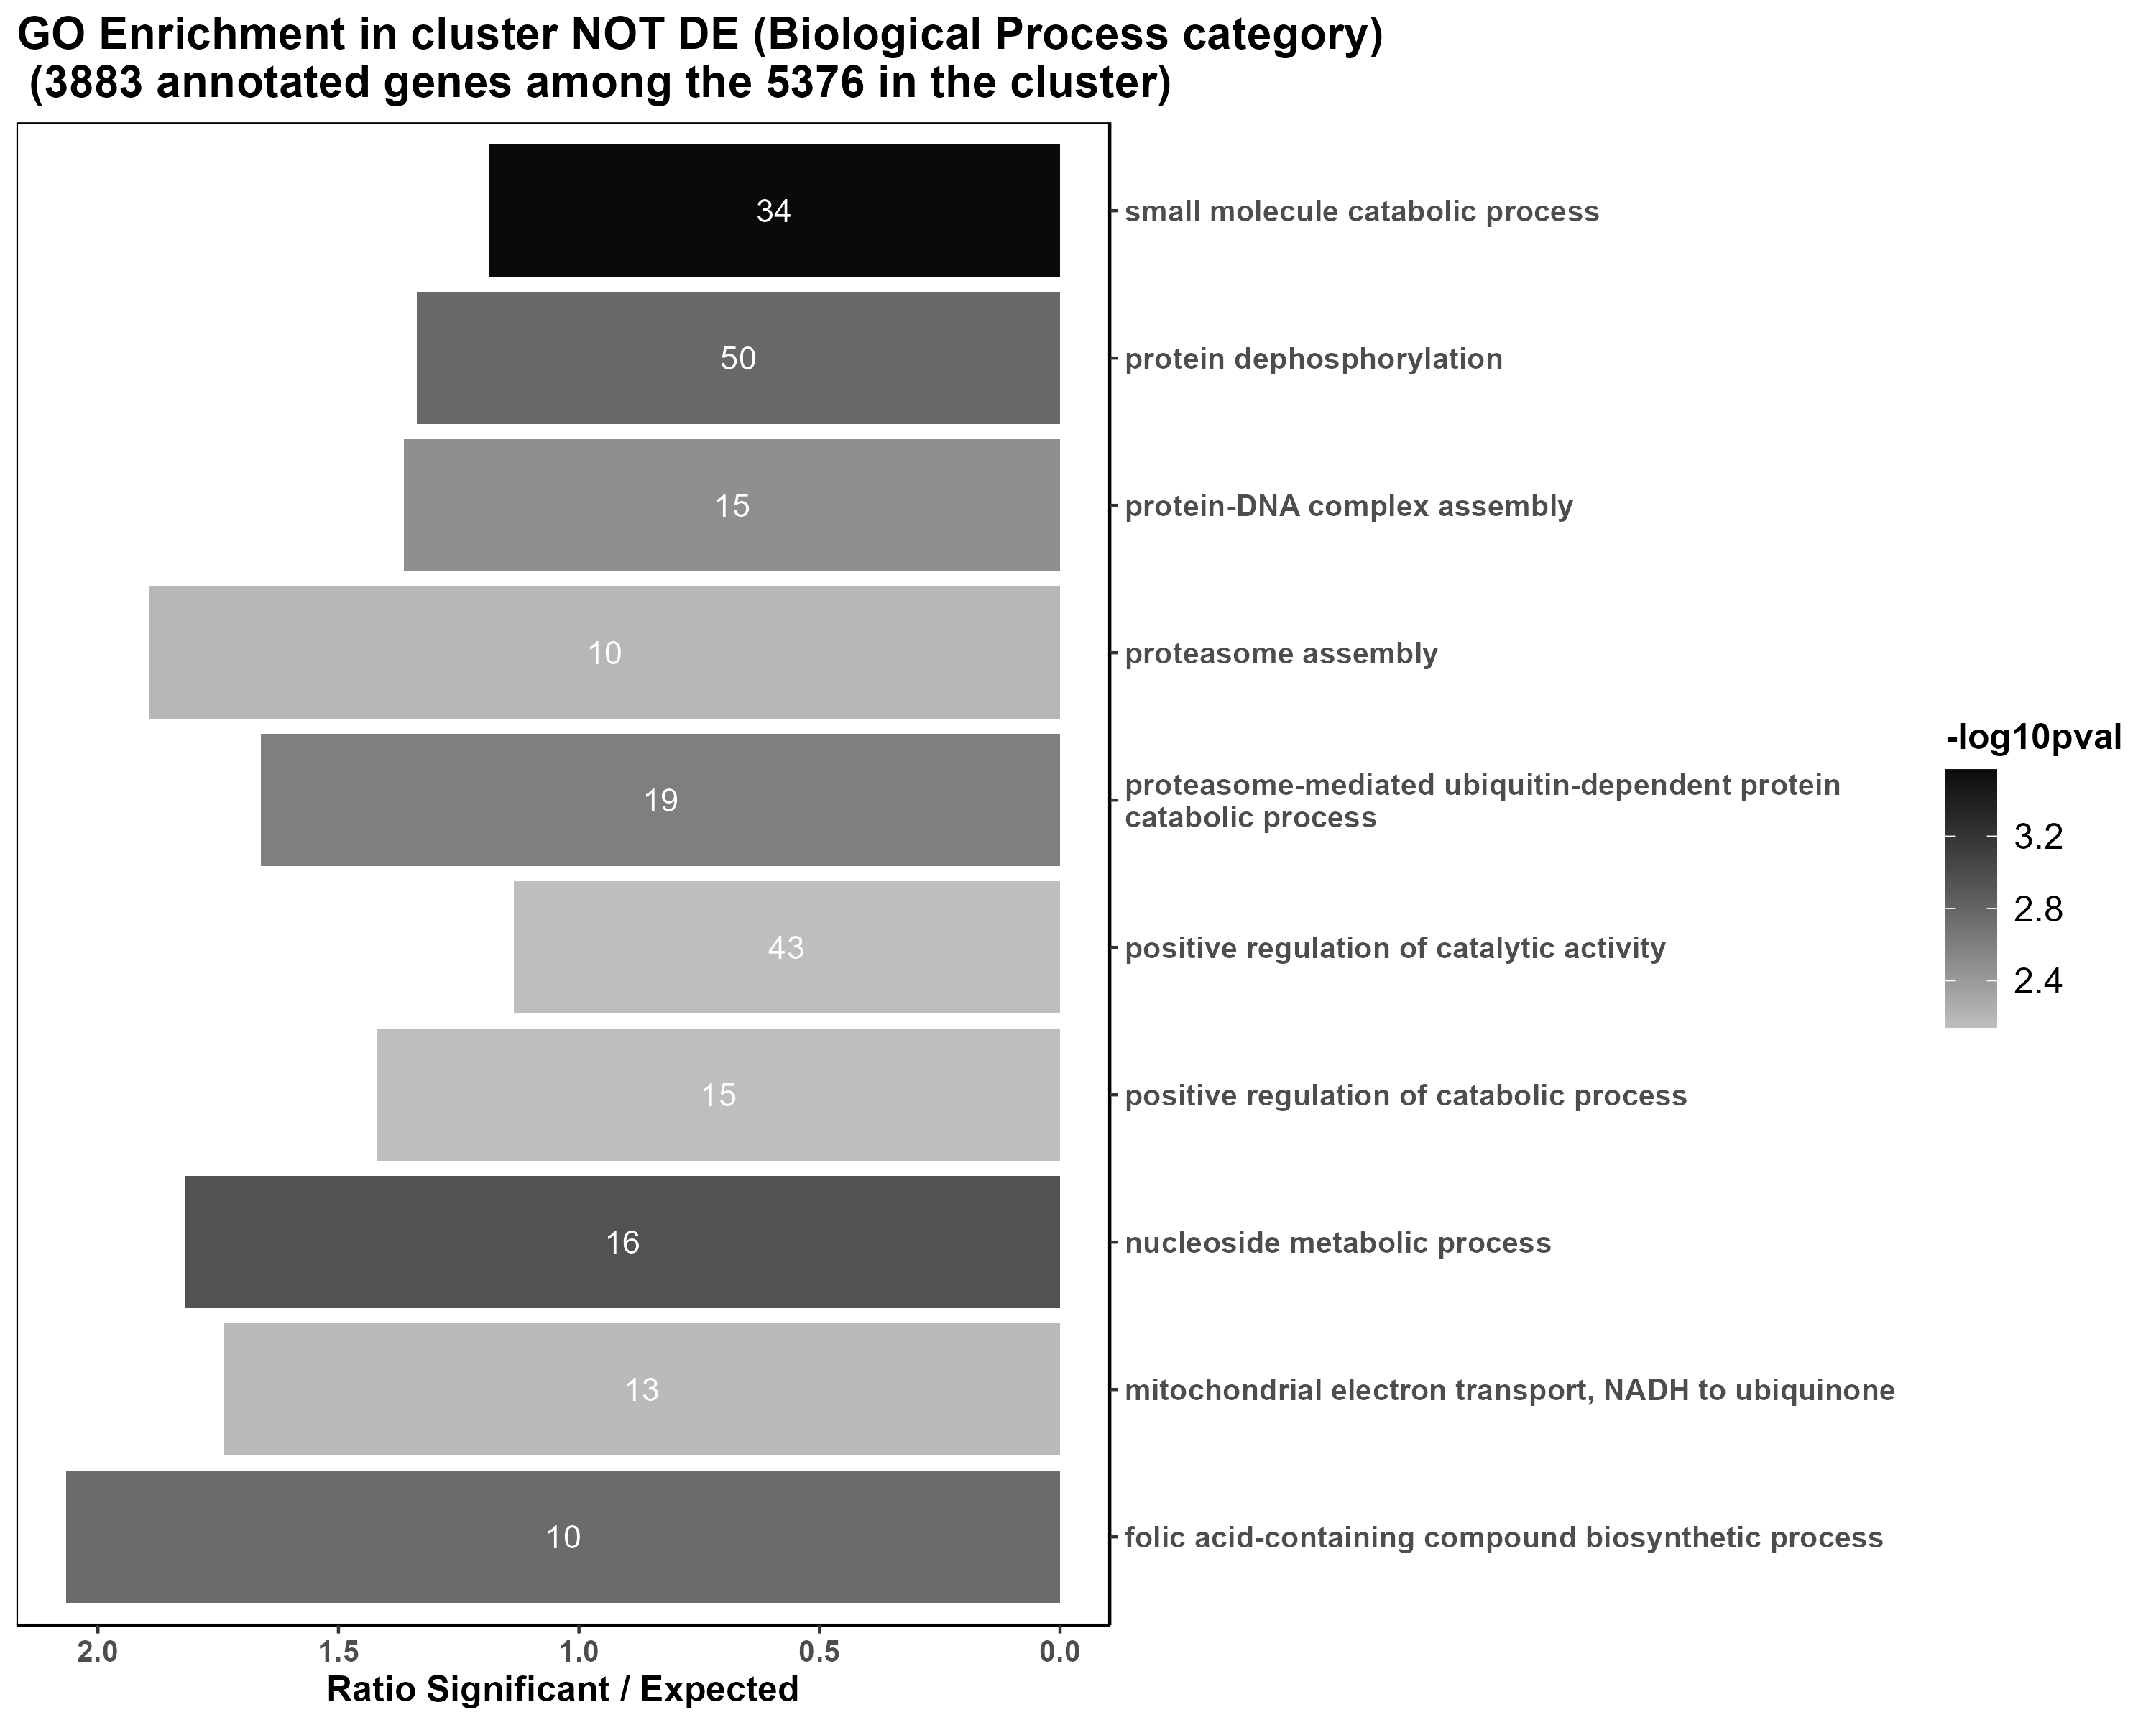 GO Enrichment in cluster NOT DE (Biological Process category)
(3883 annotated genes among the 5376 in the cluster)
34
small molecule catabolic process
50
protein dephosphorylation
15
protein-DNA complex assembly
10
proteasome assembly
19
proteasome-mediated ubiquitin-dependent protein
catabolic process
43
positive regulation of catalytic activity
15
positive regulation of catabolic process
16
nucleoside metabolic process
13
mitochondrial electron transport, NADH to ubiquinone
10
folic acid-containing compound biosynthetic process
2.0 1.5 1.0 0.5 0.0
Ratio Significant / Expected
-log10pval
3.2
2.8
2.4